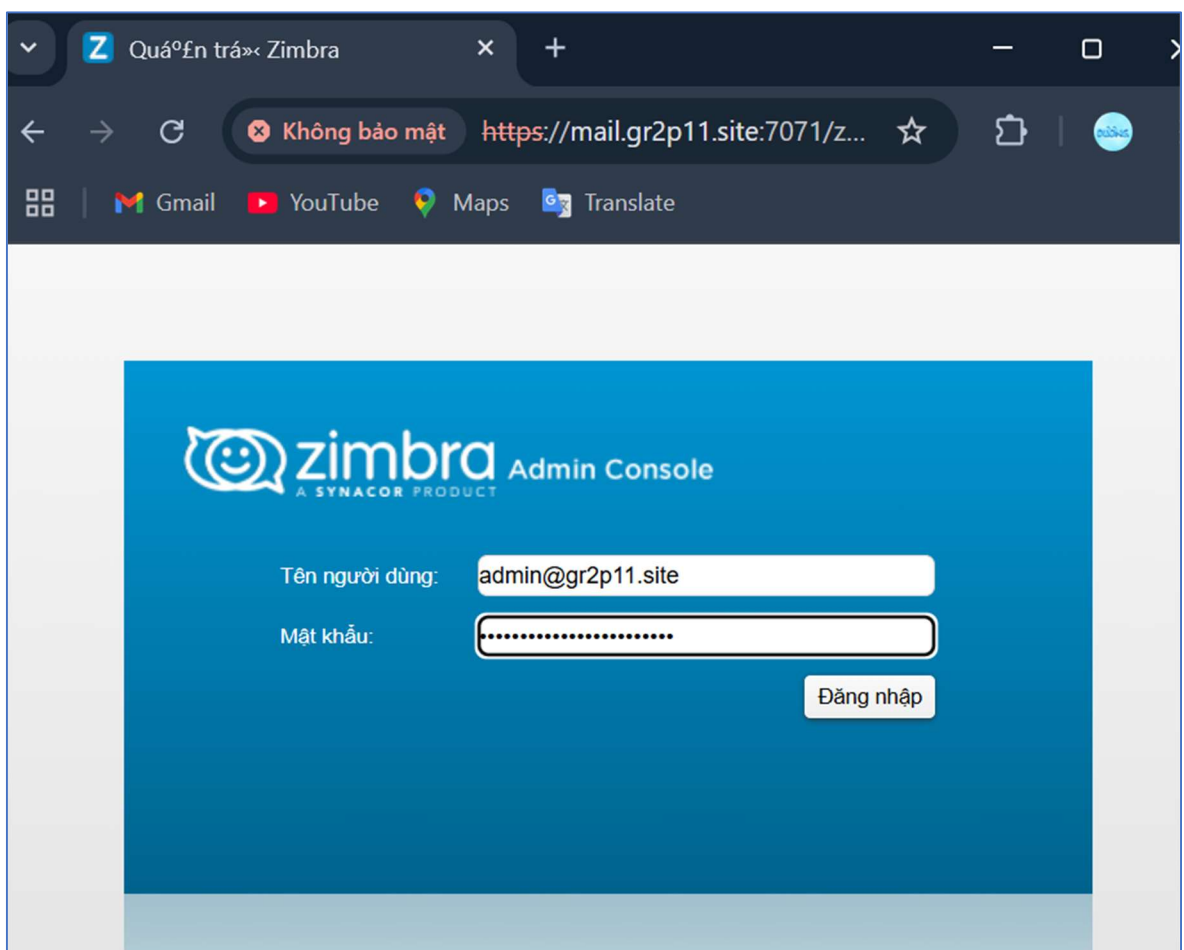 Quáº£n trá»‹ Zimbra
Không bảo mật https://mail.gr2p11.site:7071/z...
Gmail YouTube Maps Translate
zimbra Admin Console
A SYNACOR PRODUCT
Tên người dùng: admin@gr2p11.site
Mật khẩu:
Đăng nhập